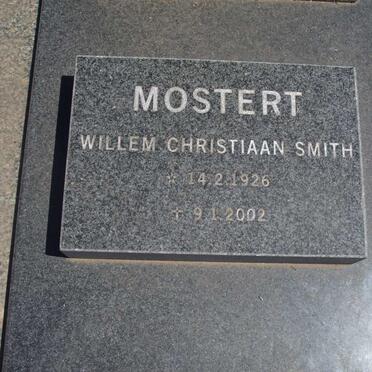 MOSTERT
WILLEM CHRISTIAAN SMITH
☆ 14.2.1926
✝ 9.1.2002